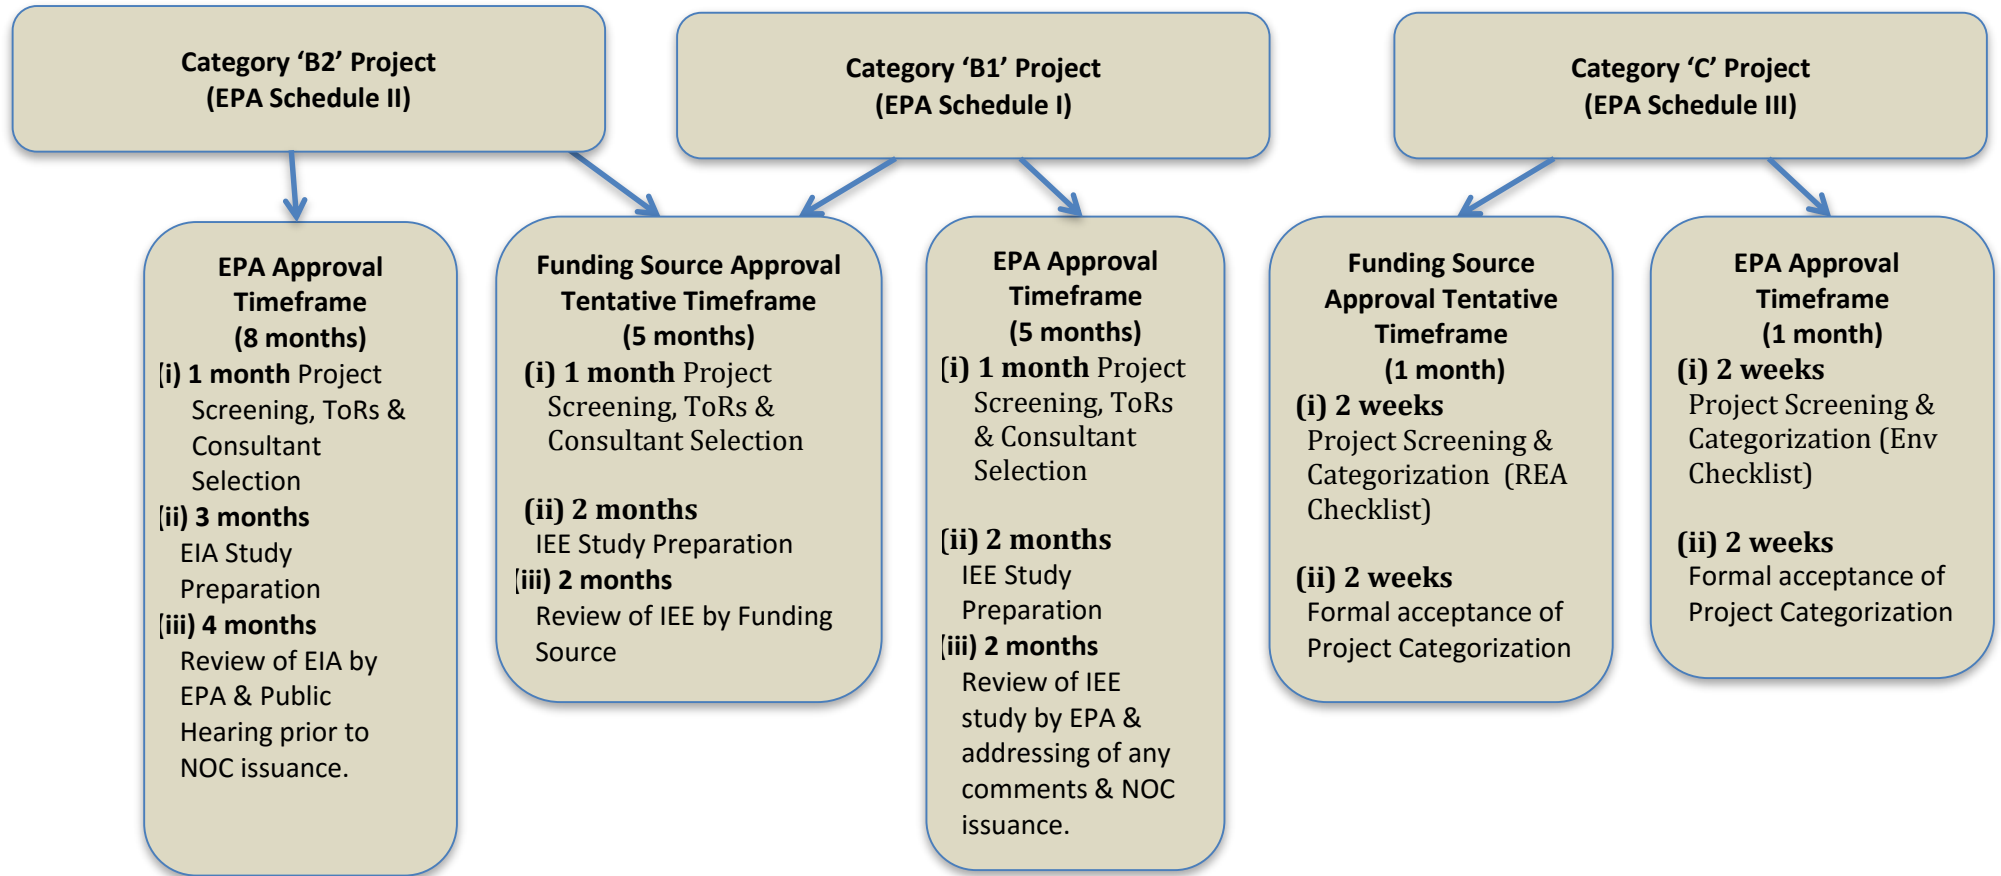 Category ‘B2’ Project
(EPA Schedule II)
Category ‘B1’ Project
(EPA Schedule I)
Category ‘C’ Project
(EPA Schedule III)
EPA Approval
Timeframe
(8 months)
(i) 1 month Project
Screening, ToRs &
Consultant
Selection
(ii) 3 months
EIA Study
Preparation
(iii) 4 months
Review of EIA by
EPA & Public
Hearing prior to
NOC issuance.
Funding Source Approval
Tentative Timeframe
(5 months)
(i) 1 month Project
Screening, ToRs &
Consultant Selection
(ii) 2 months
IEE Study Preparation
(iii) 2 months
Review of IEE by Funding
Source
EPA Approval
Timeframe
(5 months)
(i) 1 month Project
Screening, ToRs
& Consultant
Selection
(ii) 2 months
IEE Study
Preparation
(iii) 2 months
Review of IEE
study by EPA &
addressing of any
comments & NOC
issuance.
Funding Source
Approval Tentative
Timeframe
(1 month)
(i) 2 weeks
Project Screening &
Categorization (REA
Checklist)
(ii) 2 weeks
Formal acceptance of
Project Categorization
EPA Approval
Timeframe
(1 month)
(i) 2 weeks
Project Screening &
Categorization (Env
Checklist)
(ii) 2 weeks
Formal acceptance of
Project Categorization